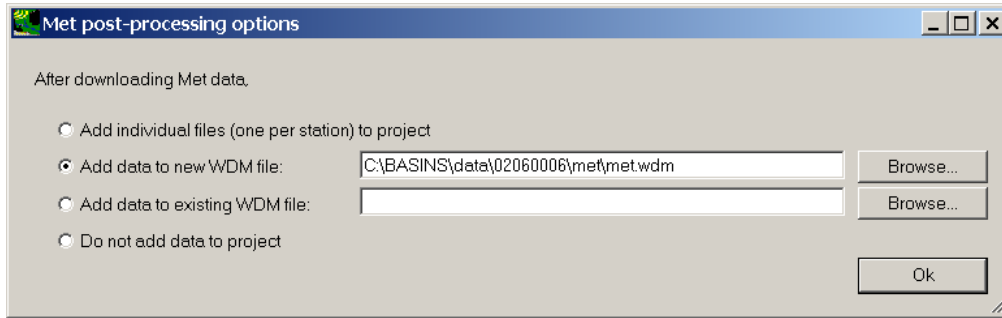 Met post-processing options
After downloading Met data,
Add individual files (one per station) to project
Add data to new WDM file: C:\BASINS\data\02060006\met\met.wdm Browse...
Add data to existing WDM file: Browse...
Do not add data to project
Ok